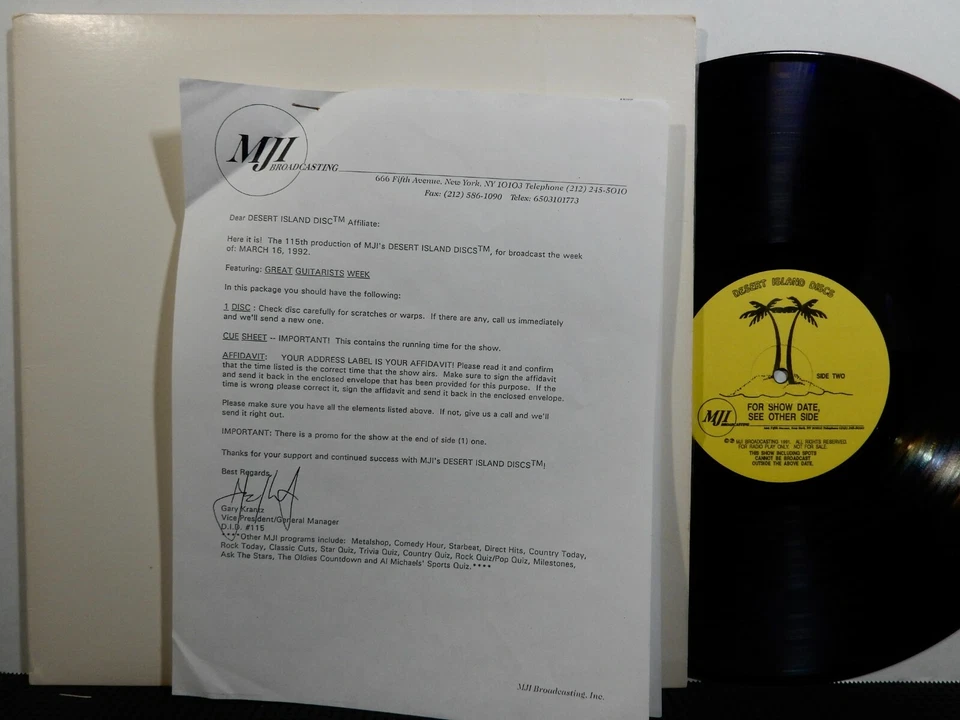 MJI BROADCASTING
666 Fifth Avenue, New York, NY 10103 Telephone (212) 245-5010
Fax: (212) 586-1090 Telex: 6503101773
Dear DESERT ISLAND DISC™ Affiliate:
Here it is! The 115th production of MJI's DESERT ISLAND DISCS™, for broadcast the week
of: MARCH 16, 1992.
Featuring: GREAT GUITARISTS WEEK
In this package you should have the following:
1 DISC : Check disc carefully for scratches or warps. If there are any, call us immediately
and we'll send a new one.
CUE SHEET -- IMPORTANT! This contains the running time for the show.
AFFIDAVIT: YOUR ADDRESS LABEL IS YOUR AFFIDAVIT! Please read it and confirm
that the time listed is the correct time that the show airs. Make sure to sign the affidavit
and send it back in the enclosed envelope that has been provided for this purpose. If the
time is wrong please correct it, sign the affidavit and send it back in the enclosed envelope.
Please make sure you have all the elements listed above. If not, give us a call and we'll
send it right out.
IMPORTANT: There is a promo for the show at the end of side (1) one.
Thanks for your support and continued success with MJI's DESERT ISLAND DISCS™!
Best Regards,
Gary Krantz
Vice President/General Manager
D.I.D. #115
****Other MJI programs include: Metalshop, Comedy Hour, Starbeat, Direct Hits, Country Today,
Rock Today, Classic Cuts, Star Quiz, Trivia Quiz, Country Quiz, Rock Quiz/Pop Quiz, Milestones,
Ask The Stars, The Oldies Countdown and Al Michaels' Sports Quiz.****
MJI Broadcasting, Inc.
DESERT ISLAND DISCS
SIDE TWO
FOR SHOW DATE,
SEE OTHER SIDE
MJI BROADCASTING
©℗ MJI BROADCASTING 1991. ALL RIGHTS RESERVED.
FOR RADIO PLAY ONLY. NOT FOR SALE.
THIS SHOW INCLUDING SPOTS
CANNOT BE BROADCAST
OUTSIDE THE ABOVE DATE.